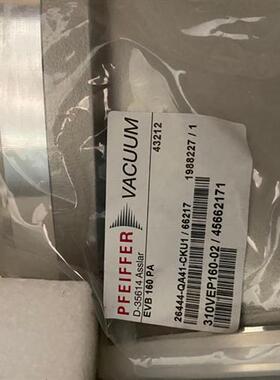 PFEIFFER VACUUM
D-35614 Asslar
EVB 160 PA
43212
26444-QA41-CKU1 / 66217
1988227 / 1
310VEP160-02 / 45662171